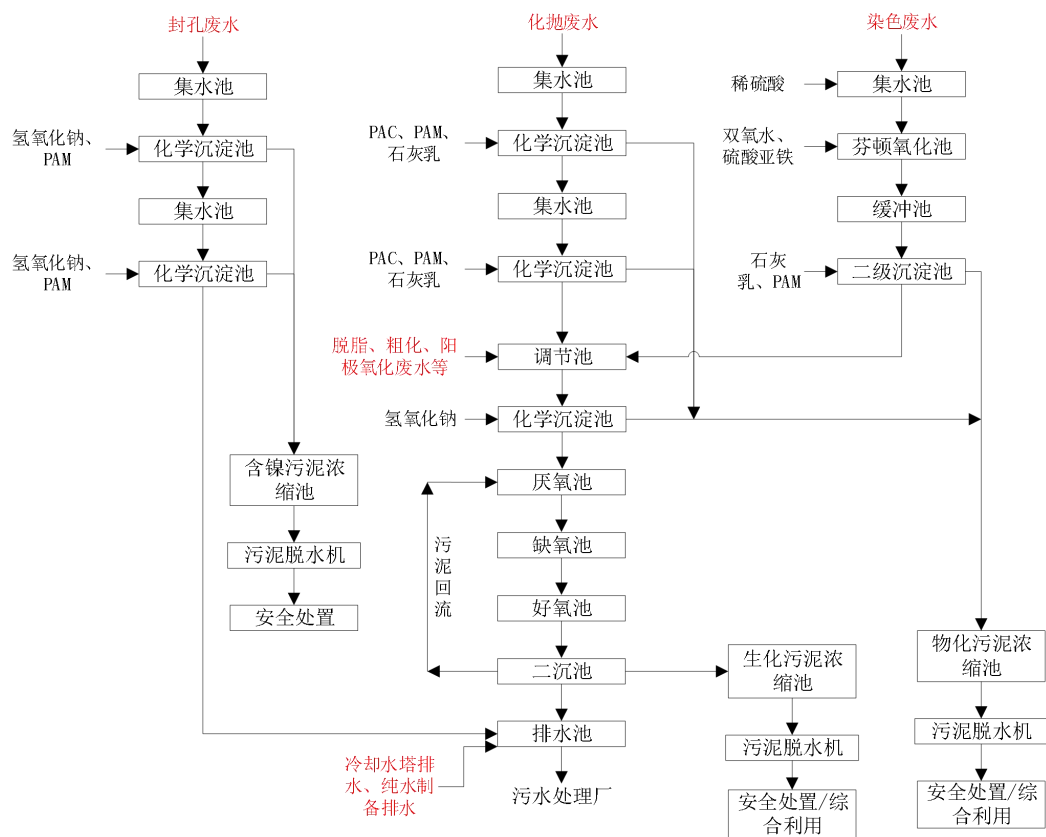 封孔废水
化抛废水
染色废水
集水池
集水池
稀硫酸
集水池
氢氧化钠、
PAM
化学沉淀池
PAC、PAM、
石灰乳
化学沉淀池
双氧水、
硫酸亚铁
芬顿氧化池
集水池
集水池
缓冲池
氢氧化钠、
PAM
化学沉淀池
PAC、PAM、
石灰乳
化学沉淀池
石灰
乳、PAM
二级沉淀池
脱脂、粗化、阳
极氧化废水等
调节池
氢氧化钠
化学沉淀池
含镍污泥浓
缩池
厌氧池
污泥脱水机
污
泥
回
流
缺氧池
安全处置
好氧池
二沉池
生化污泥浓
缩池
物化污泥浓
缩池
排水池
污泥脱水机
污泥脱水机
冷却水塔排
水、纯水制
备排水
污水处理厂
安全处置/综
合利用
安全处置/综
合利用